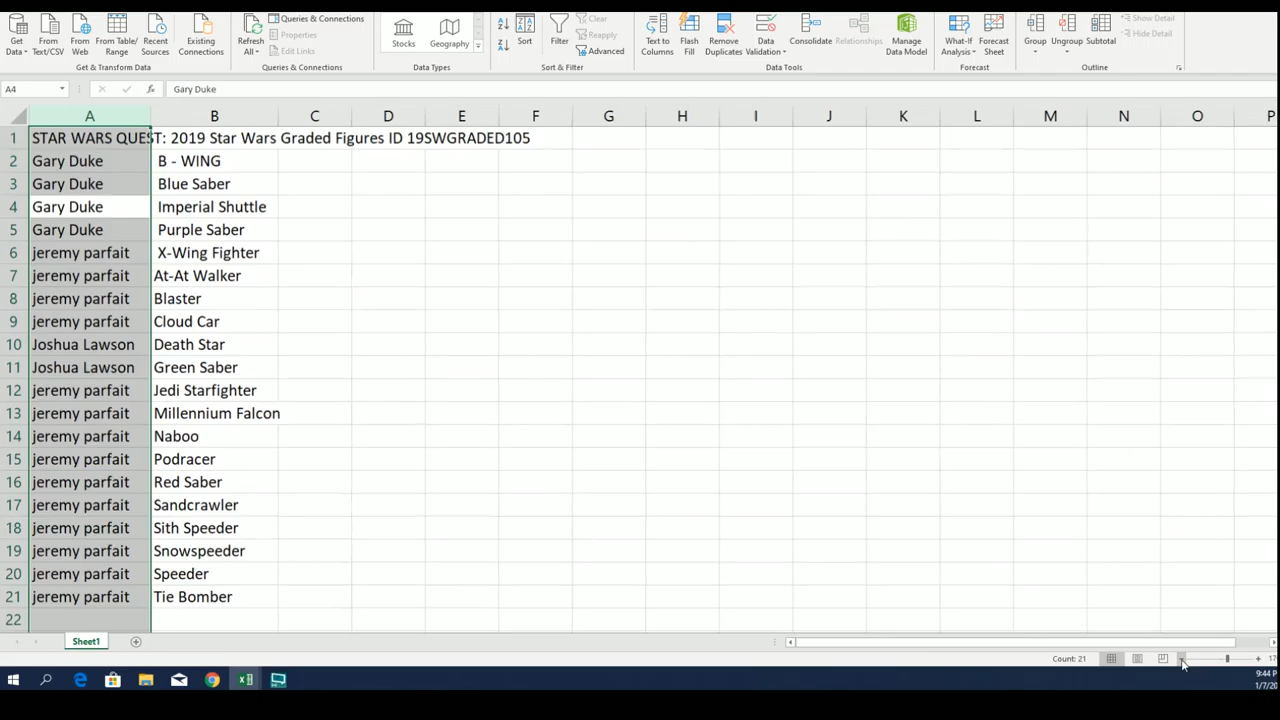 Get Data
From Text/CSV
From Web
From Table/ Range
Recent Sources
Existing Connections
Refresh All
Queries & Connections
Properties
Edit Links
Stocks
Geography
Sort
Filter
Clear
Reapply
Advanced
Text to Columns
Flash Fill
Remove Duplicates
Data Validation
Consolidate
Relationships
Manage Data Model
What-If Analysis
Forecast Sheet
Group
Ungroup
Subtotal
Show Detail
Hide Detail
Get & Transform Data
Queries & Connections
Data Types
Sort & Filter
Data Tools
Forecast
Outline
A4 fx Gary Duke
A B C D E F G H I J K L M N O P
1 STAR WARS QUEST: 2019 Star Wars Graded Figures ID 19SWGRADED105
2 Gary Duke B - WING
3 Gary Duke Blue Saber
4 Gary Duke Imperial Shuttle
5 Gary Duke Purple Saber
6 jeremy parfait X-Wing Fighter
7 jeremy parfait At-At Walker
8 jeremy parfait Blaster
9 jeremy parfait Cloud Car
10 Joshua Lawson Death Star
11 Joshua Lawson Green Saber
12 jeremy parfait Jedi Starfighter
13 jeremy parfait Millennium Falcon
14 jeremy parfait Naboo
15 jeremy parfait Podracer
16 jeremy parfait Red Saber
17 jeremy parfait Sandcrawler
18 jeremy parfait Sith Speeder
19 jeremy parfait Snowspeeder
20 jeremy parfait Speeder
21 jeremy parfait Tie Bomber
22
Sheet1
Count: 21
9:44 P
1/7/20